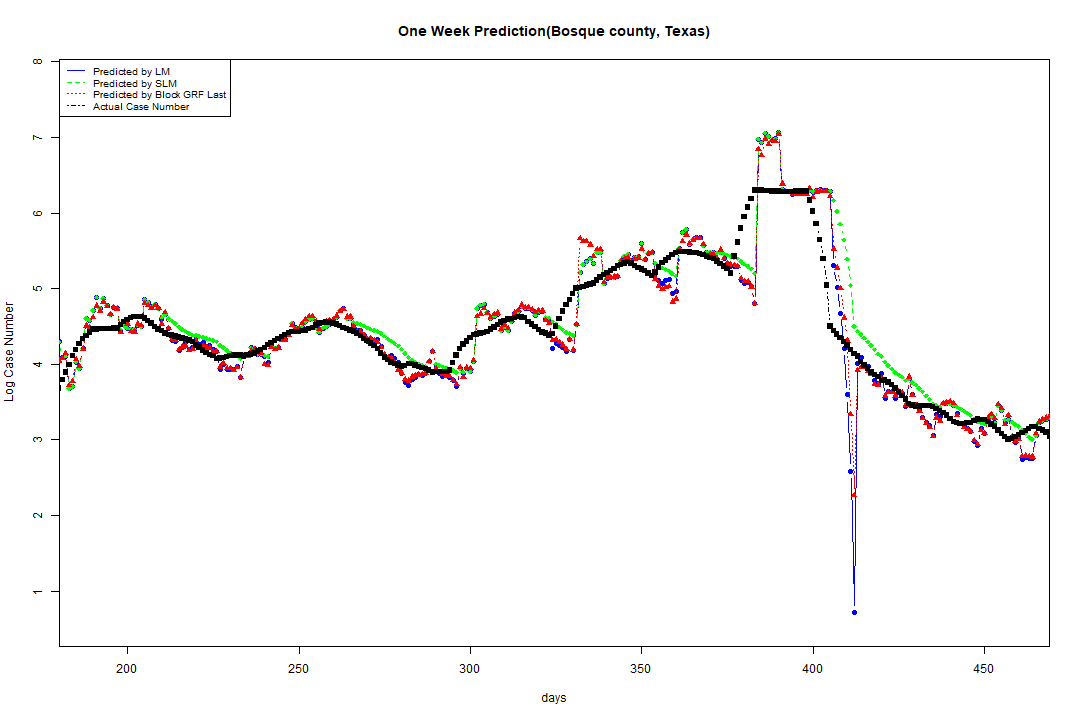 One Week Prediction(Bosque county, Texas)
Predicted by LM
Predicted by SLM
Predicted by Block GRF Last
Actual Case Number
8
7
6
5
4
3
2
1
Log Case Number
200 250 300 350 400 450
days